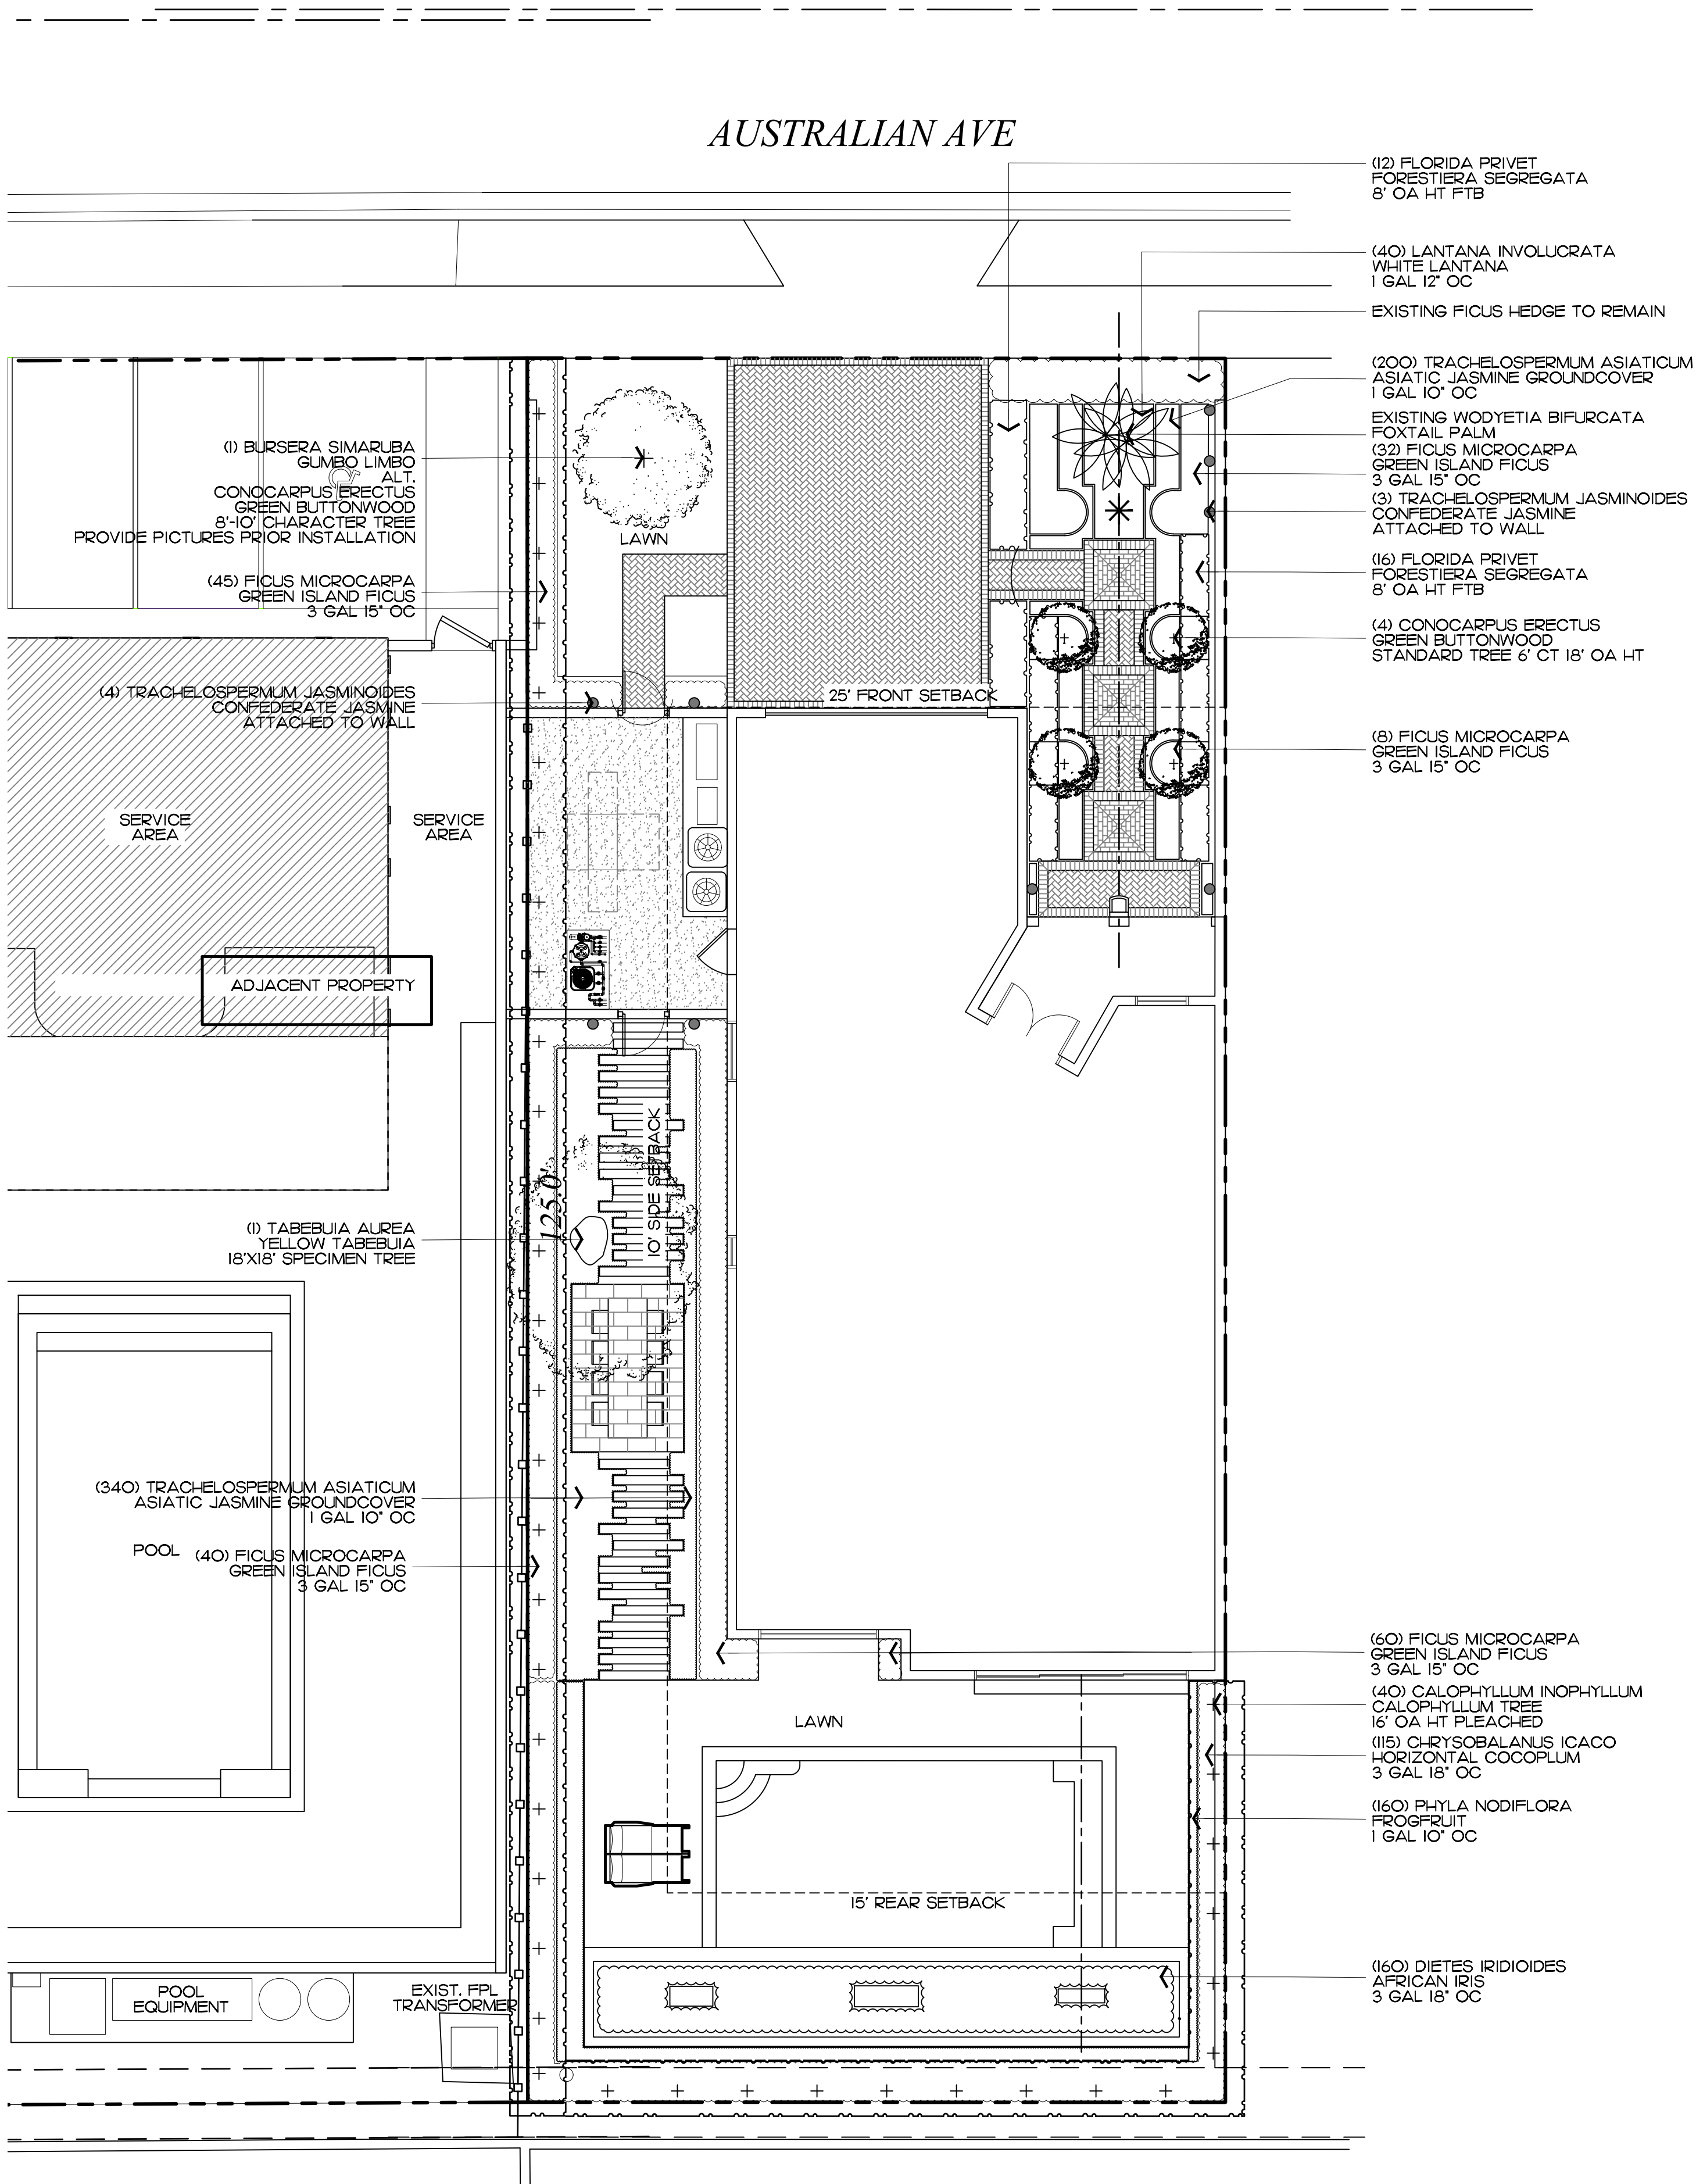 AUSTRALIAN AVE
(12) FLORIDA PRIVET
FORESTIERA SEGREGATA
8' OA HT FTB
(40) LANTANA INVOLUCRATA
WHITE LANTANA
1 GAL 12" OC
EXISTING FICUS HEDGE TO REMAIN
(200) TRACHELOSPERMUM ASIATICUM
ASIATIC JASMINE GROUNDCOVER
1 GAL 10" OC
EXISTING WODYETIA BIFURCATA
FOXTAIL PALM
(32) FICUS MICROCARPA
GREEN ISLAND FICUS
3 GAL 15" OC
(3) TRACHELOSPERMUM JASMINOIDES
CONFEDERATE JASMINE
ATTACHED TO WALL
(16) FLORIDA PRIVET
FORESTIERA SEGREGATA
8' OA HT FTB
(4) CONOCARPUS ERECTUS
GREEN BUTTONWOOD
STANDARD TREE 6' CT 18' OA HT
(8) FICUS MICROCARPA
GREEN ISLAND FICUS
3 GAL 15" OC
(1) BURSERA SIMARUBA
GUMBO LIMBO
ALT.
CONOCARPUS ERECTUS
GREEN BUTTONWOOD
8'-10' CHARACTER TREE
PROVIDE PICTURES PRIOR INSTALLATION
LAWN
(45) FICUS MICROCARPA
GREEN ISLAND FICUS
3 GAL 15" OC
(4) TRACHELOSPERMUM JASMINOIDES
CONFEDERATE JASMINE
ATTACHED TO WALL
25' FRONT SETBACK
SERVICE
AREA
SERVICE
AREA
ADJACENT PROPERTY
10' SIDE SETBACK
125.0'
(1) TABEBUIA AUREA
YELLOW TABEBUIA
18'X18' SPECIMEN TREE
(340) TRACHELOSPERMUM ASIATICUM
ASIATIC JASMINE GROUNDCOVER
1 GAL 10" OC
POOL
(40) FICUS MICROCARPA
GREEN ISLAND FICUS
3 GAL 15" OC
(60) FICUS MICROCARPA
GREEN ISLAND FICUS
3 GAL 15" OC
(40) CALOPHYLLUM INOPHYLLUM
CALOPHYLLUM TREE
16' OA HT PLEACHED
(115) CHRYSOBALANUS ICACO
HORIZONTAL COCOPLUM
3 GAL 18" OC
(160) PHYLA NODIFLORA
FROGFRUIT
1 GAL 10" OC
LAWN
15' REAR SETBACK
(160) DIETES IRIDIOIDES
AFRICAN IRIS
3 GAL 18" OC
POOL
EQUIPMENT
EXIST. FPL
TRANSFORMER